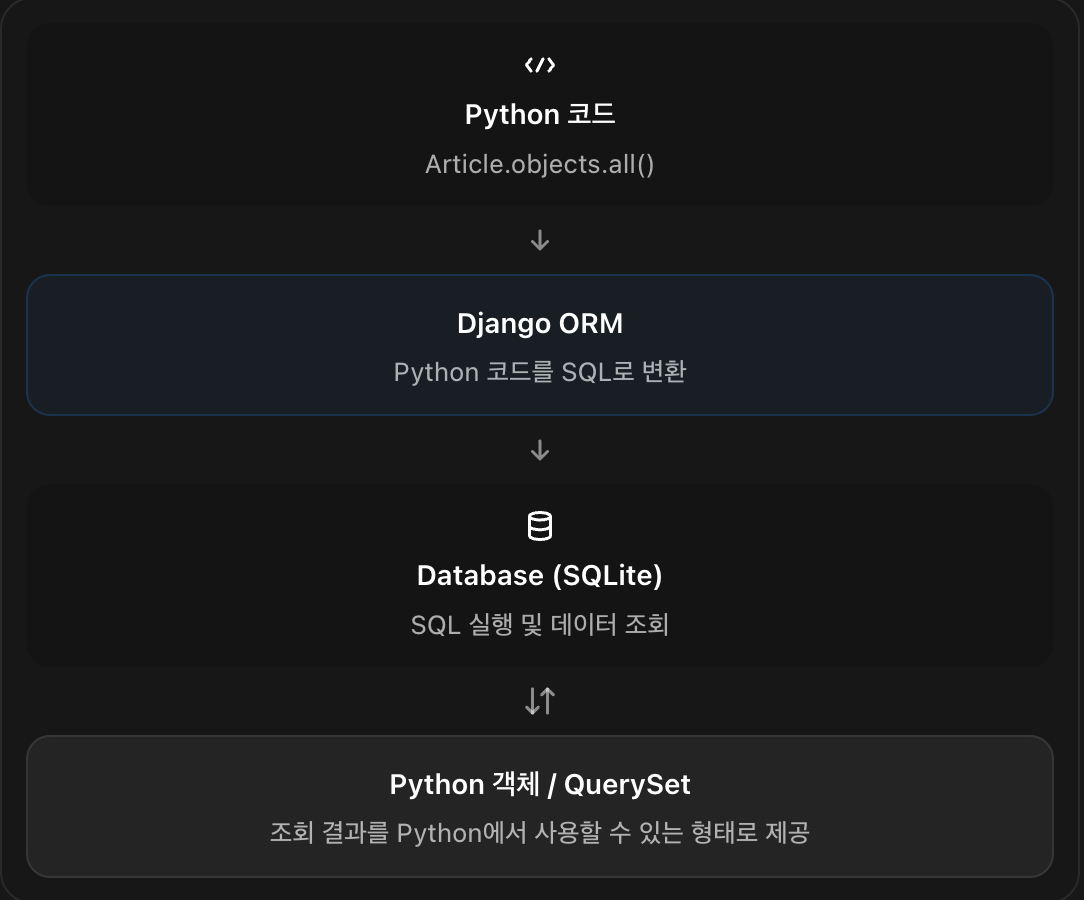 Python 코드
Article.objects.all()
Django ORM
Python 코드를 SQL로 변환
Database (SQLite)
SQL 실행 및 데이터 조회
Python 객체 / QuerySet
조회 결과를 Python에서 사용할 수 있는 형태로 제공